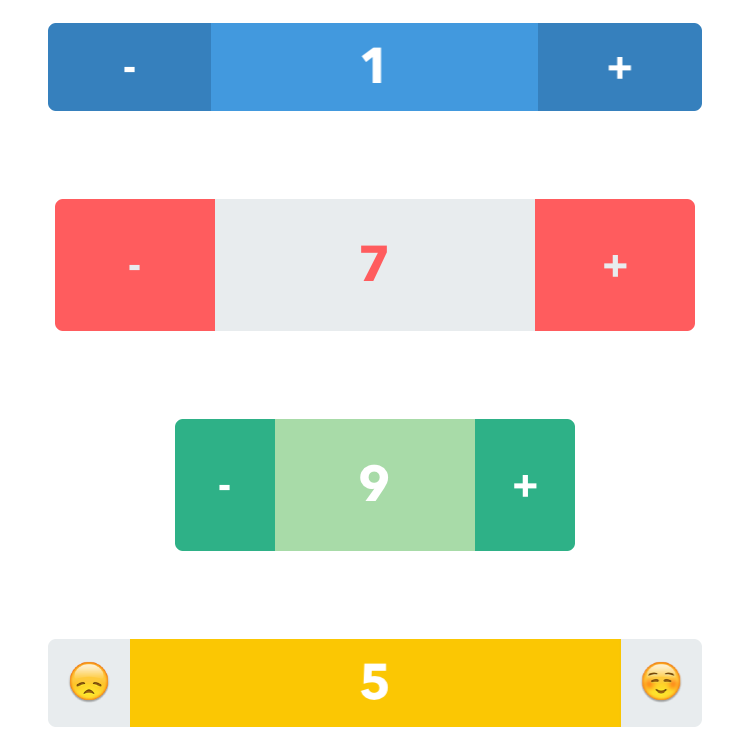 - 1 +
- 7 +
- 9 +
5